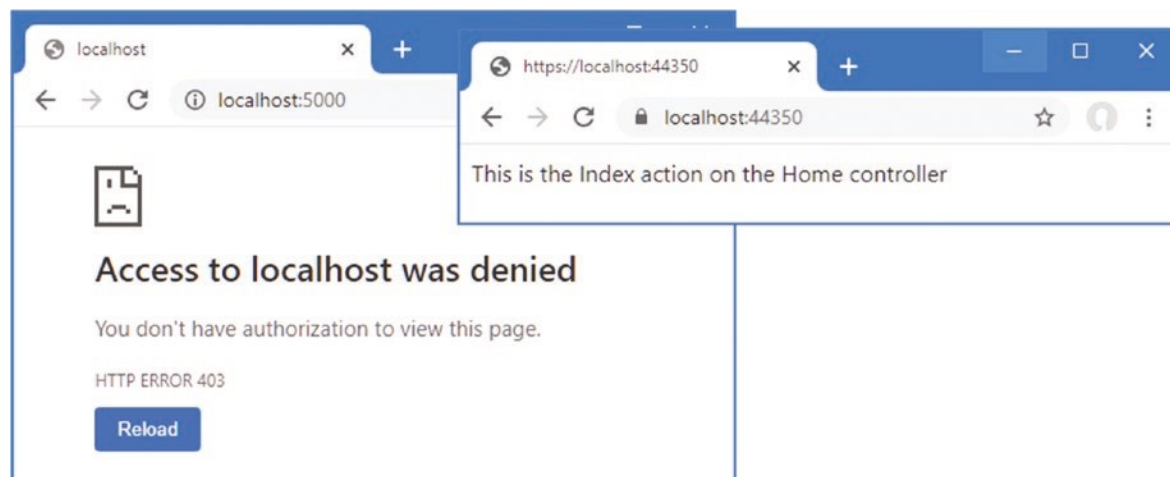 localhost
localhost:5000
Access to localhost was denied
You don't have authorization to view this page.
HTTP ERROR 403
Reload
https://localhost:44350
localhost:44350
This is the Index action on the Home controller